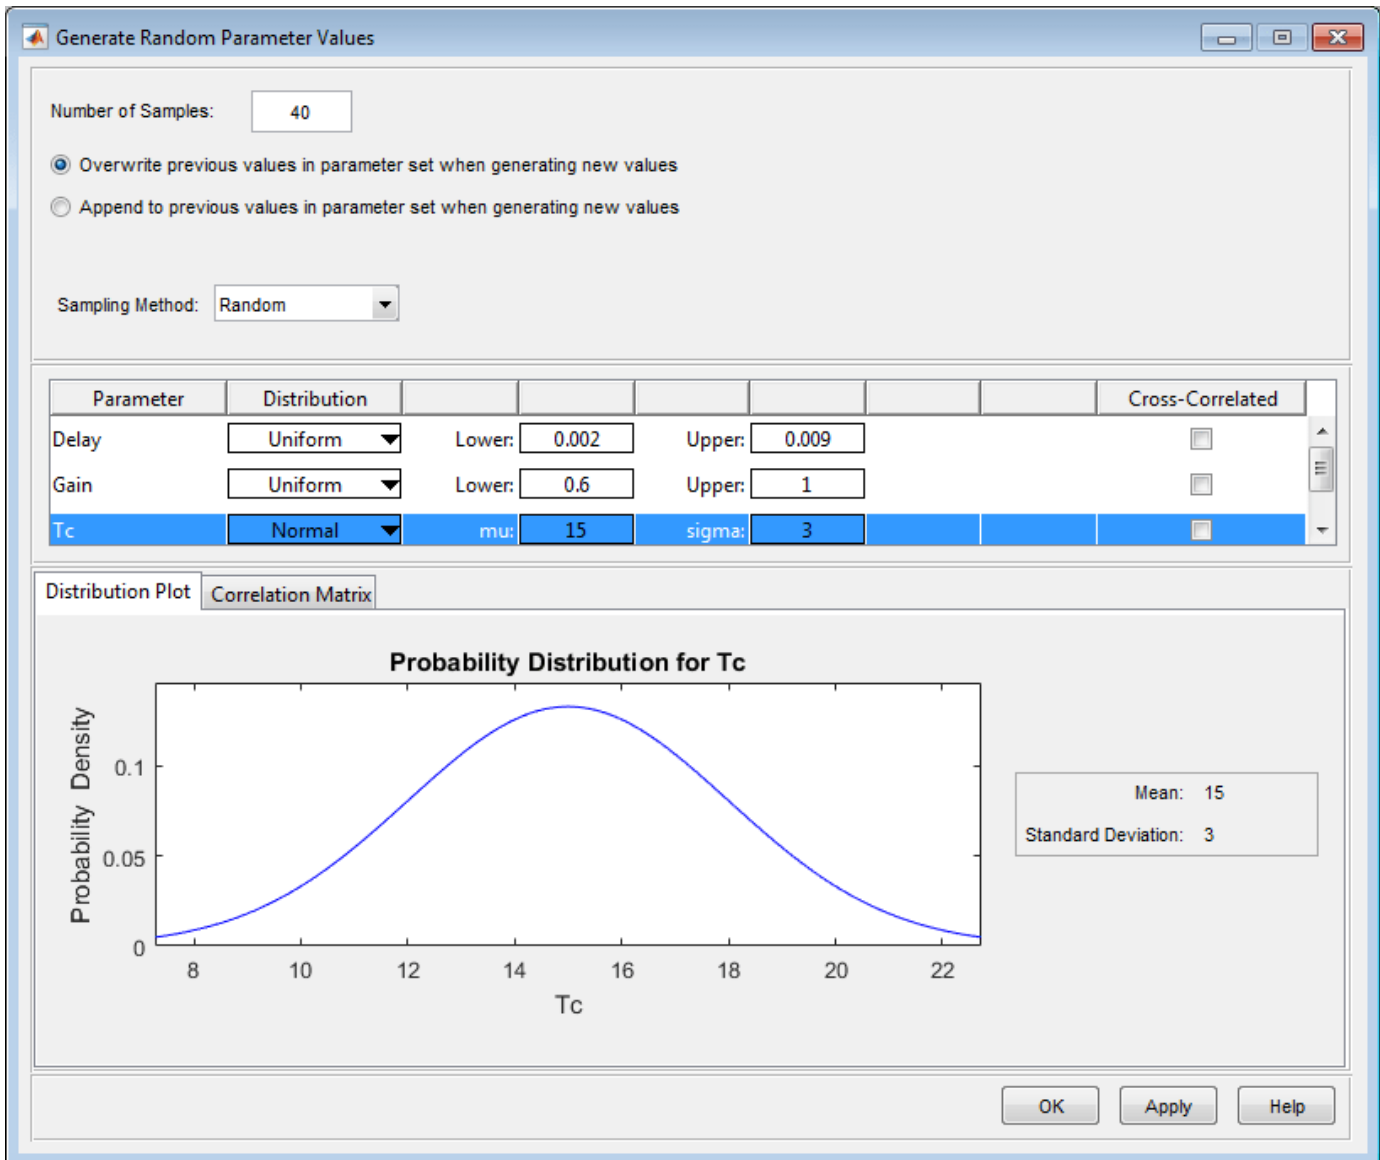 Generate Random Parameter Values
Number of Samples: 40
Overwrite previous values in parameter set when generating new values
Append to previous values in parameter set when generating new values
Sampling Method: Random
Parameter Distribution Cross-Correlated
Delay Uniform Lower: 0.002 Upper: 0.009
Gain Uniform Lower: 0.6 Upper: 1
Tc Normal mu: 15 sigma: 3
Distribution Plot Correlation Matrix
Probability Distribution for Tc
Probability Density
0.1
0.05
0
8 10 12 14 16 18 20 22
Tc
Mean: 15
Standard Deviation: 3
OK Apply Help